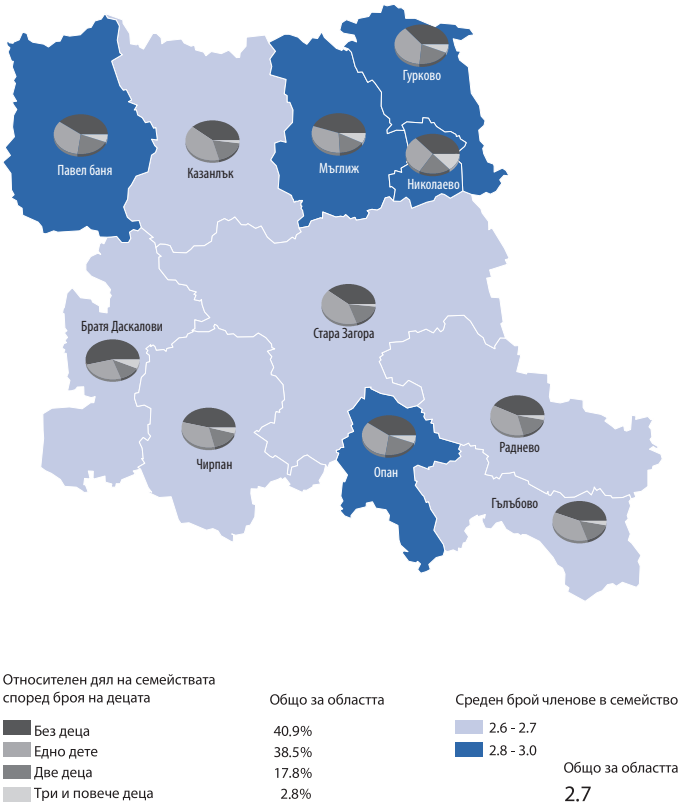 Гурково
Павел баня
Казанлък
Мъглиж
Николаево
Братя Даскалови
Стара Загора
Чирпан
Опан
Раднево
Гълъбово
Относителен дял на семействата
според броя на децата
Общо за областта
Без деца 40,9%
Едно дете 38.5%
Две деца 17.8%
Три и повече деца 2.8%
Среден брой членове в семейство
2.6 - 2.7
2.8 - 3.0
Общо за областта
2.7